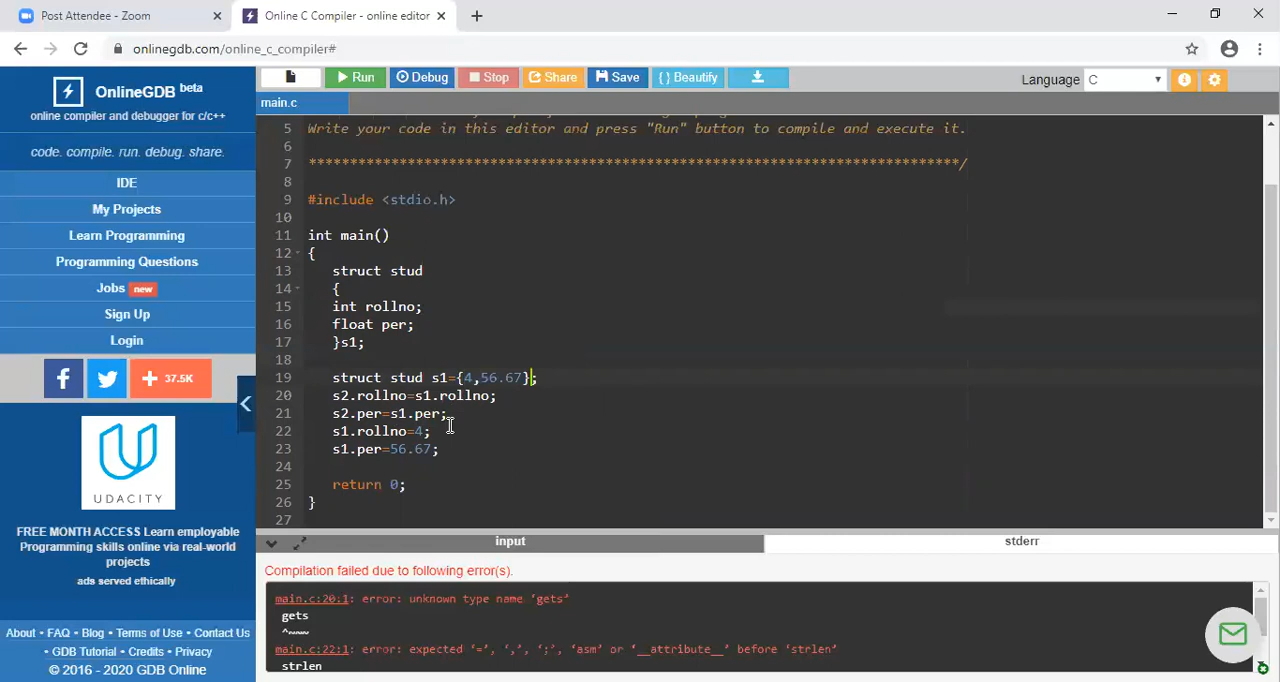 Post Attendee - Zoom
Online C Compiler - online editor
onlinegdb.com/online_c_compiler#
OnlineGDB beta
online compiler and debugger for c/c++
code. compile. run. debug. share.
IDE
My Projects
Learn Programming
Programming Questions
Jobs new
Sign Up
Login
37.5K
UDACITY
FREE MONTH ACCESS Learn employable
Programming skills online via real-world
projects
ads served ethically
About • FAQ • Blog • Terms of Use • Contact Us
• GDB Tutorial • Credits • Privacy
© 2016 - 2020 GDB Online
Run
Debug
Stop
Share
Save
{ } Beautify
Language C
main.c
5 Write your code in this editor and press "Run" button to compile and execute it.
6
7 *******************************************************************************/
8
9 #include <stdio.h>
10
11 int main()
12 {
13 struct stud
14 {
15 int rollno;
16 float per;
17 }s1;
18
19 struct stud s1={4,56.67};
20 s2.rollno=s1.rollno;
21 s2.per=s1.per;
22 s1.rollno=4;
23 s1.per=56.67;
24
25 return 0;
26 }
27
input
stderr
Compilation failed due to following error(s).
main.c:20:1: error: unknown type name ‘gets’
gets
^~~~
main.c:22:1: error: expected ‘=’, ‘,’, ‘;’, ‘asm’ or ‘__attribute__’ before ‘strlen’
strlen